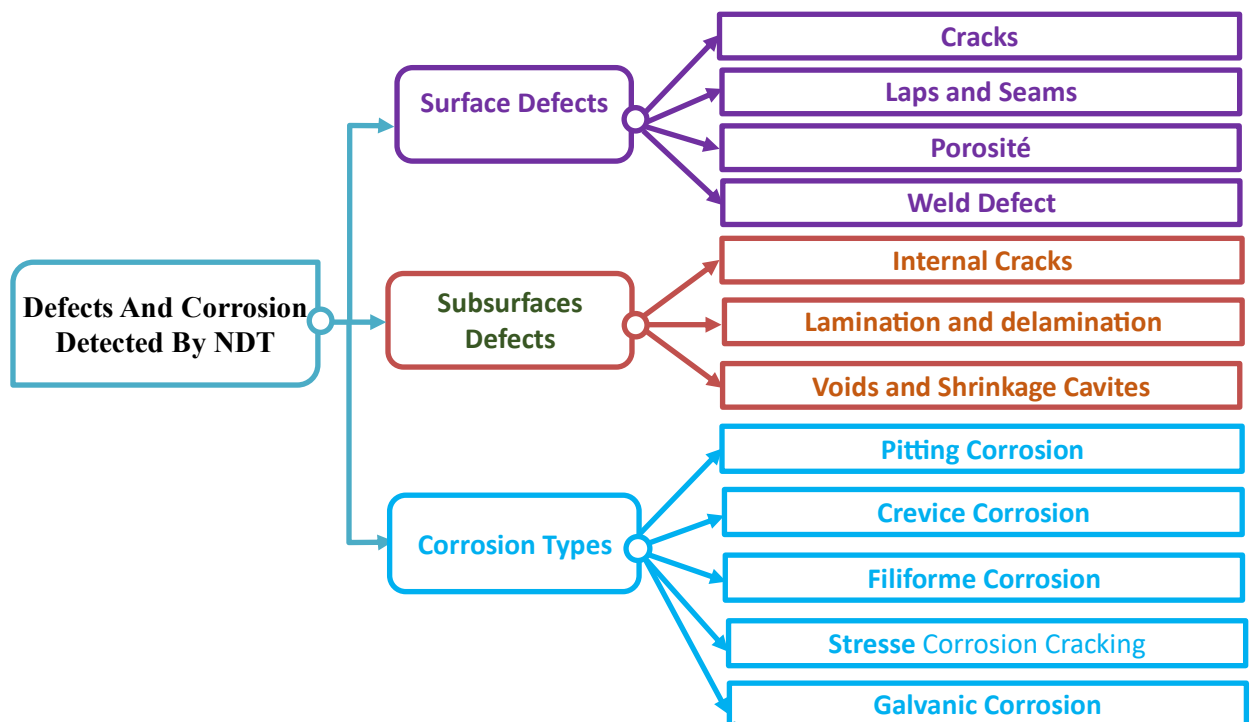 Defects And Corrosion
Detected By NDT
Surface Defects
Cracks
Laps and Seams
Porosité
Weld Defect
Subsurfaces
Defects
Internal Cracks
Lamination and delamination
Voids and Shrinkage Cavites
Corrosion Types
Pitting Corrosion
Crevice Corrosion
Filiforme Corrosion
Stresse Corrosion Cracking
Galvanic Corrosion